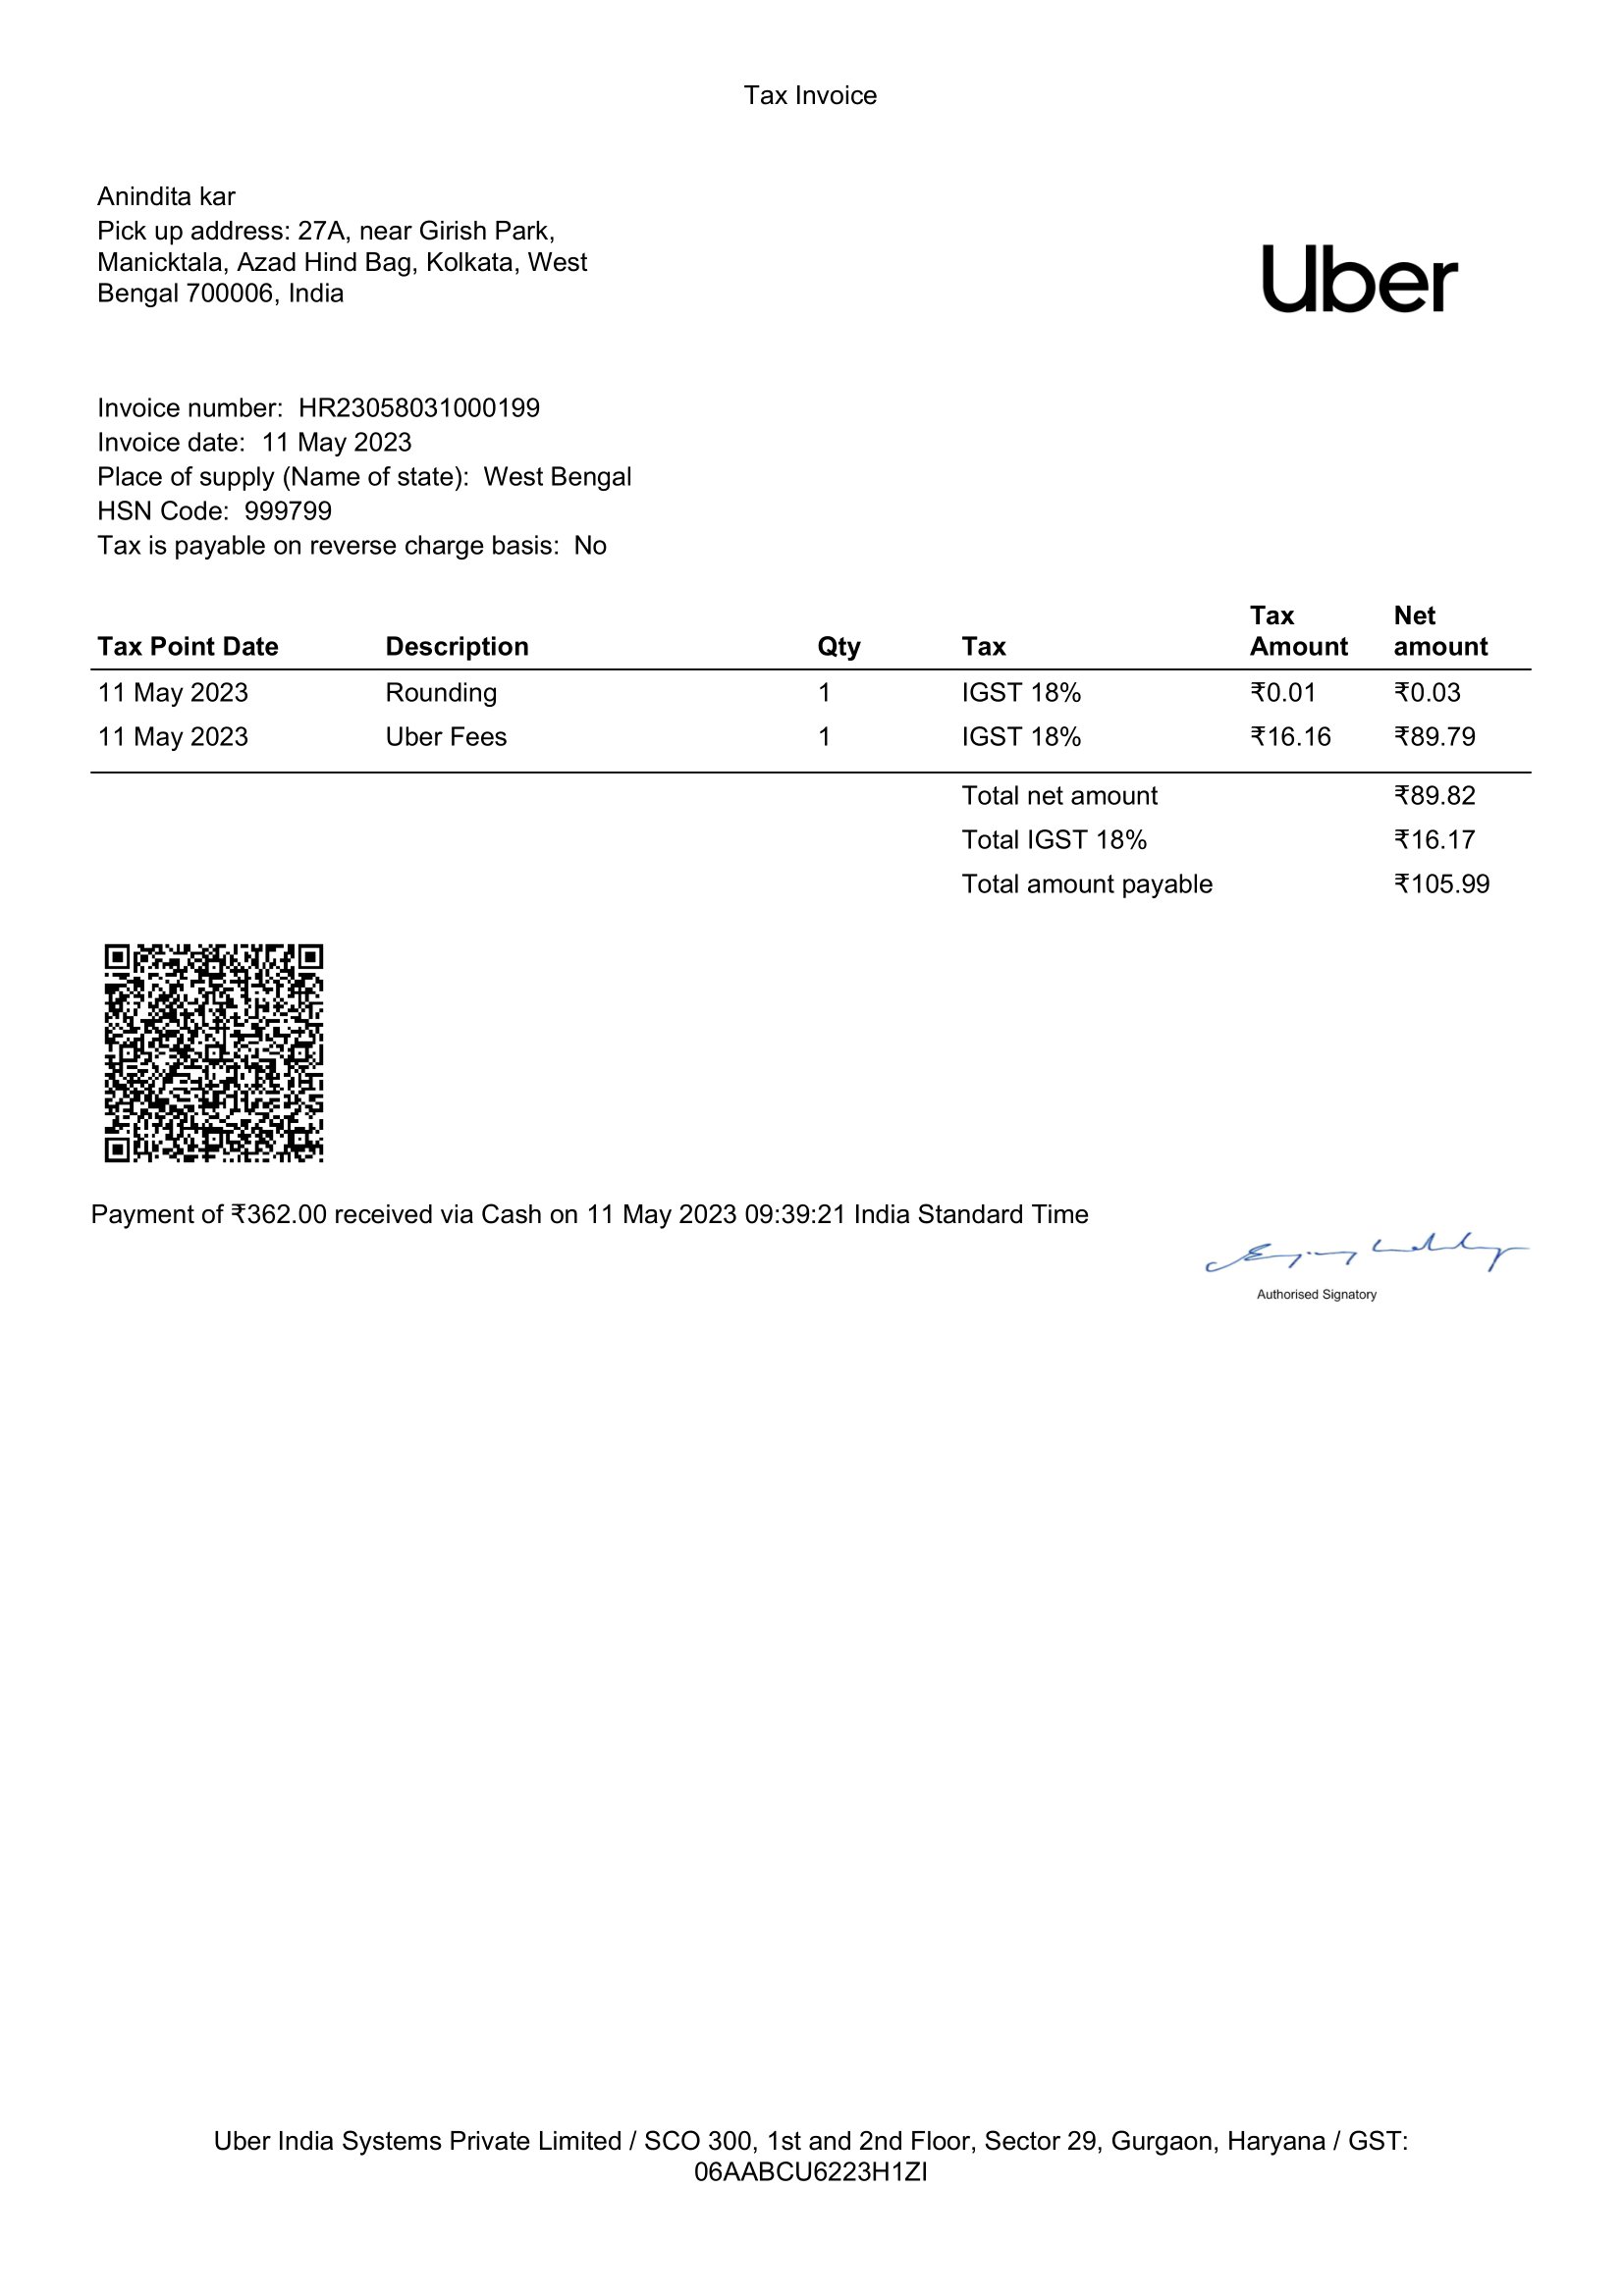 Tax Invoice
Anindita kar
Pick up address: 27A, near Girish Park,
Manicktala, Azad Hind Bag, Kolkata, West
Bengal 700006, India
Uber
Invoice number: HR23058031000199
Invoice date: 11 May 2023
Place of supply (Name of state): West Bengal
HSN Code: 999799
Tax is payable on reverse charge basis: No
Tax Point Date Description Qty Tax Tax Amount Net amount
11 May 2023 Rounding 1 IGST 18% ₹0.01 ₹0.03
11 May 2023 Uber Fees 1 IGST 18% ₹16.16 ₹89.79
Total net amount ₹89.82
Total IGST 18% ₹16.17
Total amount payable ₹105.99
Payment of ₹362.00 received via Cash on 11 May 2023 09:39:21 India Standard Time
Authorised Signatory
Uber India Systems Private Limited / SCO 300, 1st and 2nd Floor, Sector 29, Gurgaon, Haryana / GST:
06AABCU6223H1ZI